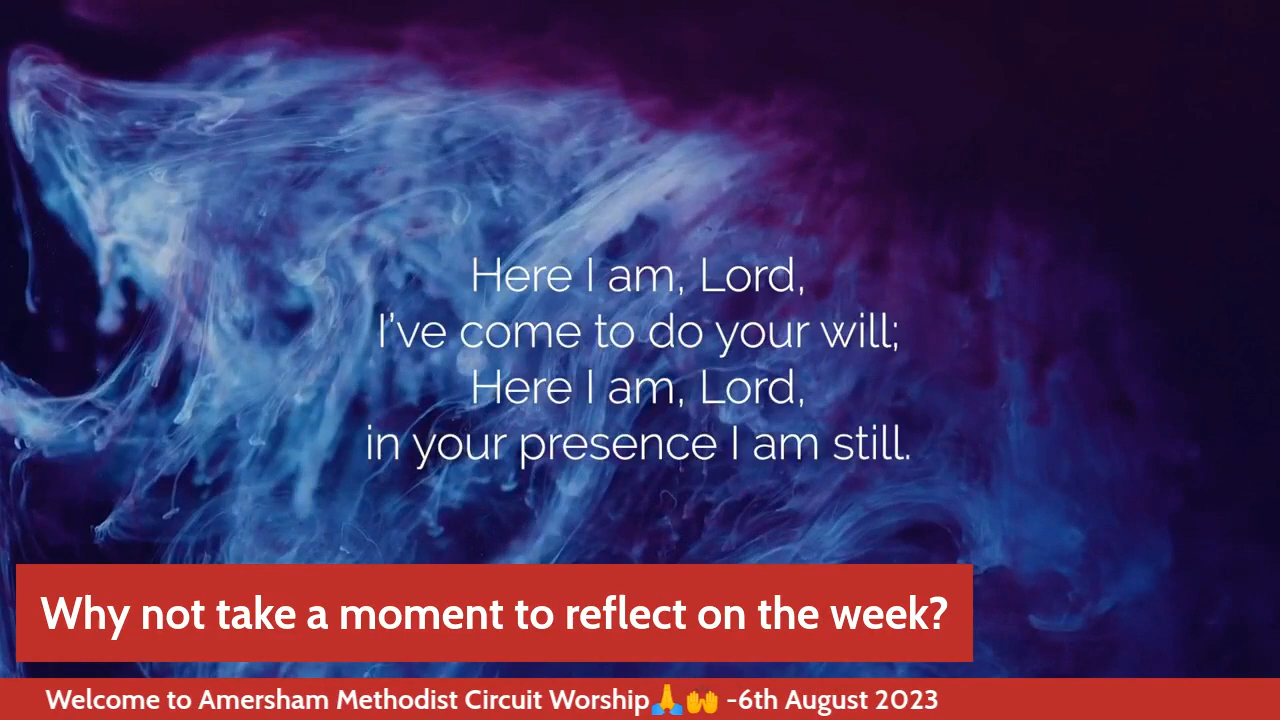 Here I am, Lord,
I’ve come to do your will;
Here I am, Lord,
in your presence I am still.
Why not take a moment to reflect on the week?
Welcome to Amersham Methodist Circuit Worship🙏🙌 -6th August 2023